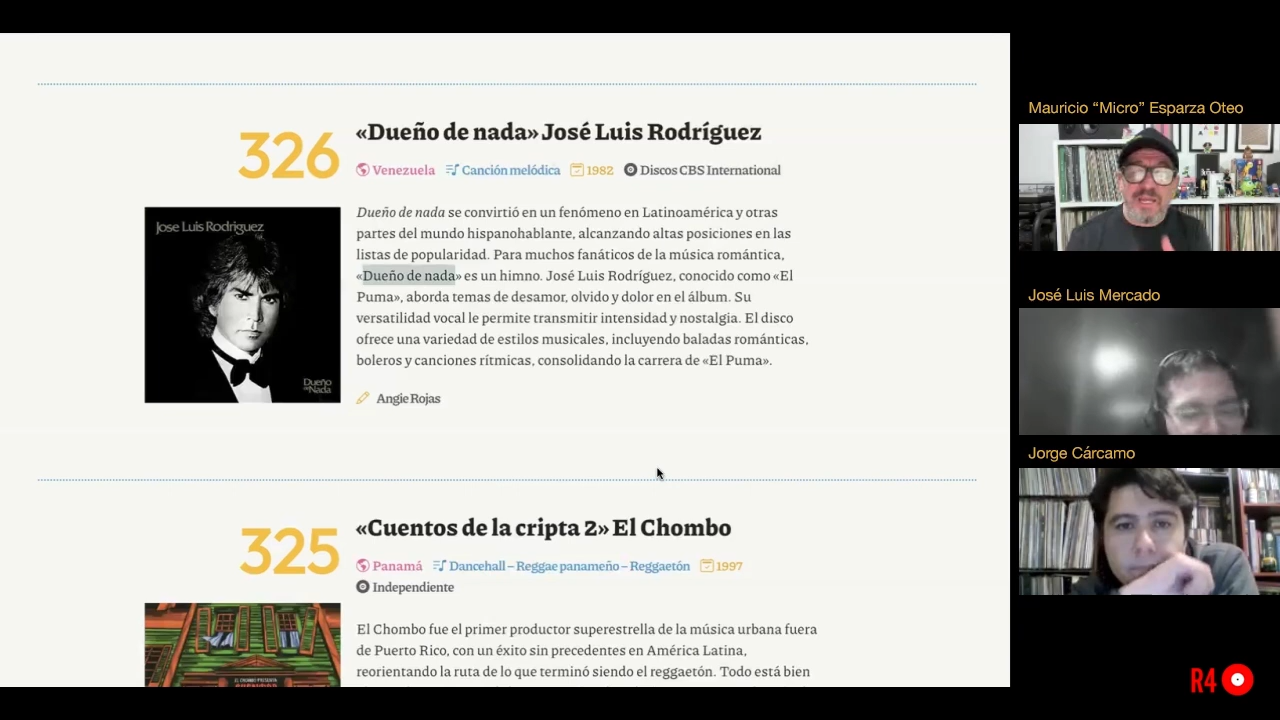 326
«Dueño de nada» José Luis Rodríguez
Venezuela Canción melódica 1982 Discos CBS International
Jose Luis Rodriguez
Dueño
de Nada
Dueño de nada se convirtió en un fenómeno en Latinoamérica y otras
partes del mundo hispanohablante, alcanzando altas posiciones en las
listas de popularidad. Para muchos fanáticos de la música romántica,
«Dueño de nada» es un himno. José Luis Rodríguez, conocido como «El
Puma», aborda temas de desamor, olvido y dolor en el álbum. Su
versatilidad vocal le permite transmitir intensidad y nostalgia. El disco
ofrece una variedad de estilos musicales, incluyendo baladas románticas,
boleros y canciones rítmicas, consolidando la carrera de «El Puma».
Angie Rojas
325
«Cuentos de la cripta 2» El Chombo
Panamá Dancehall – Reggae panameño – Reggaetón 1997
Independiente
EL CHOMBO PRESENTA
El Chombo fue el primer productor superestrella de la música urbana fuera
de Puerto Rico, con un éxito sin precedentes en América Latina,
reorientando la ruta de lo que terminó siendo el reggaetón. Todo está bien
Mauricio “Micro” Esparza Oteo
José Luis Mercado
Jorge Cárcamo
R4